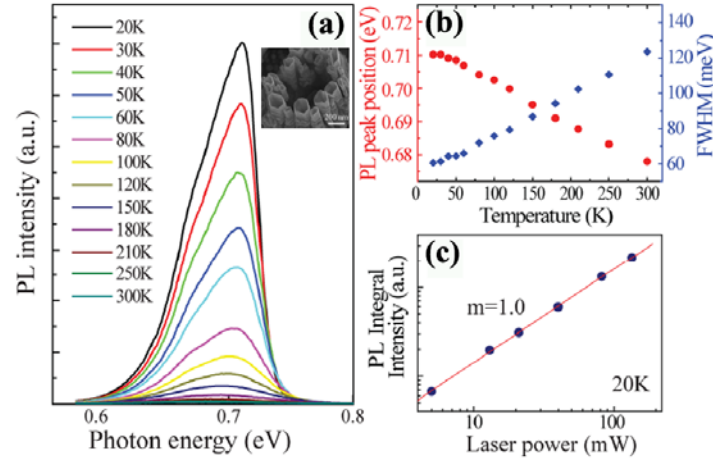 (a)
20K
30K
40K
50K
60K
80K
100K
120K
150K
180K
210K
250K
300K
200 nm
PL intensity (a.u.)
0.6 0.7 0.8
Photon energy (eV)
(b)
0.72
0.71
0.70
0.69
0.68
PL peak position (eV)
140
120
100
80
60
FWHM (meV)
0 50 100 150 200 250 300
Temperature (K)
(c)
m=1.0
20K
PL Integral
Intensity (a.u.)
10 100
Laser power (mW)